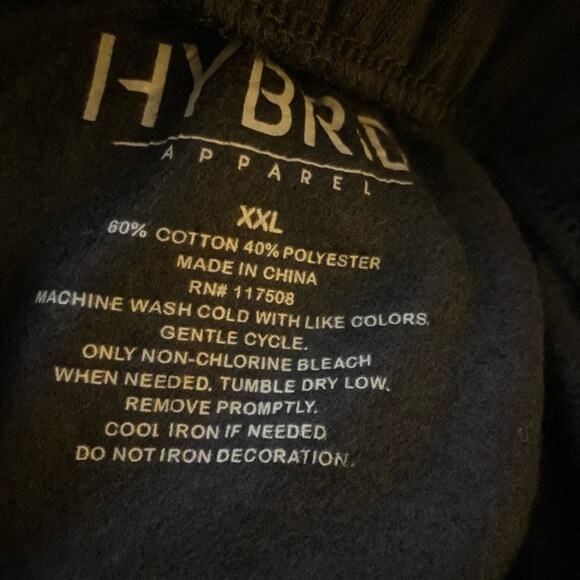 HYBRID
APPAREL
XXL
60% COTTON 40% POLYESTER
MADE IN CHINA
RN# 117508
MACHINE WASH COLD WITH LIKE COLORS,
GENTLE CYCLE.
ONLY NON-CHLORINE BLEACH
WHEN NEEDED. TUMBLE DRY LOW,
REMOVE PROMPTLY.
COOL IRON IF NEEDED
DO NOT IRON DECORATION.